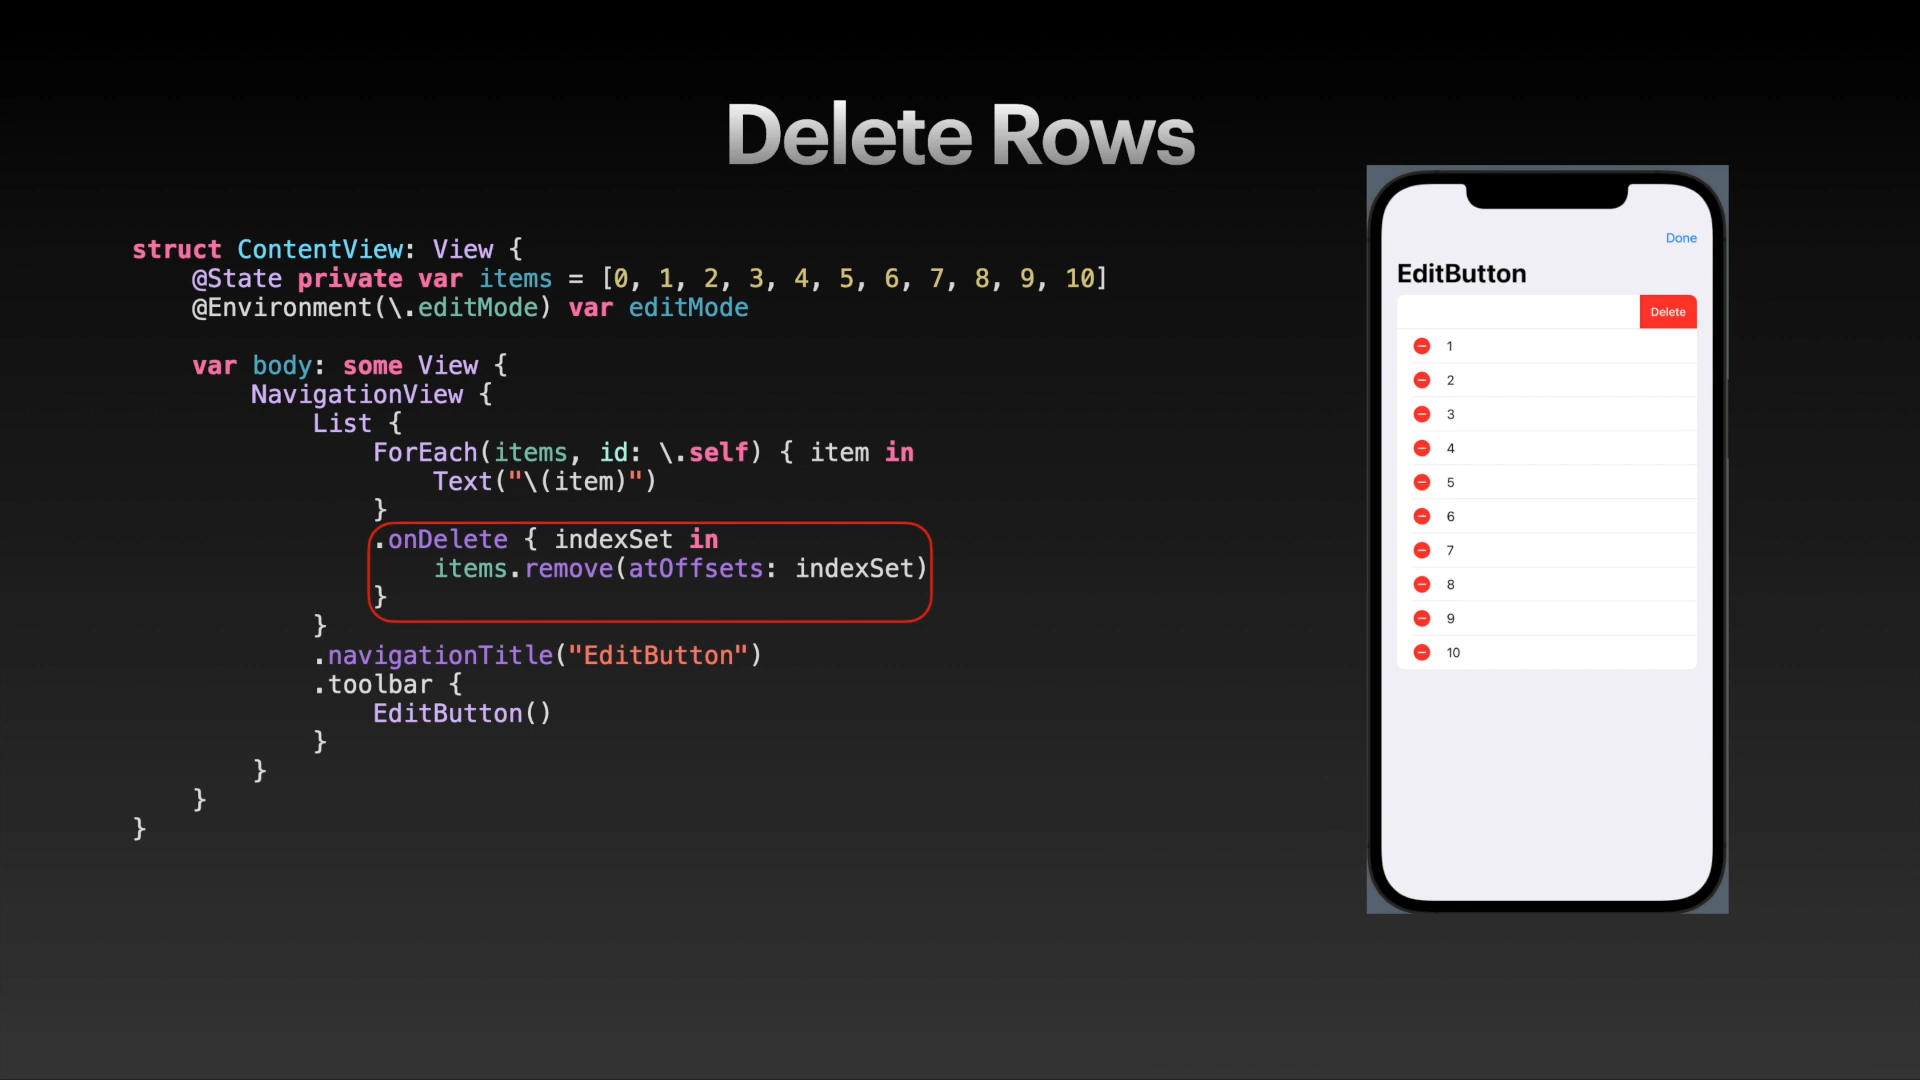 Delete Rows
struct ContentView: View {
    @State private var items = [0, 1, 2, 3, 4, 5, 6, 7, 8, 9, 10]
    @Environment(\.editMode) var editMode

    var body: some View {
        NavigationView {
            List {
                ForEach(items, id: \.self) { item in
                    Text("\(item)")
                }
                .onDelete { indexSet in
                    items.remove(atOffsets: indexSet)
                }
            }
            .navigationTitle("EditButton")
            .toolbar {
                EditButton()
            }
        }
    }
}
Done
EditButton
Delete
1
2
3
4
5
6
7
8
9
10